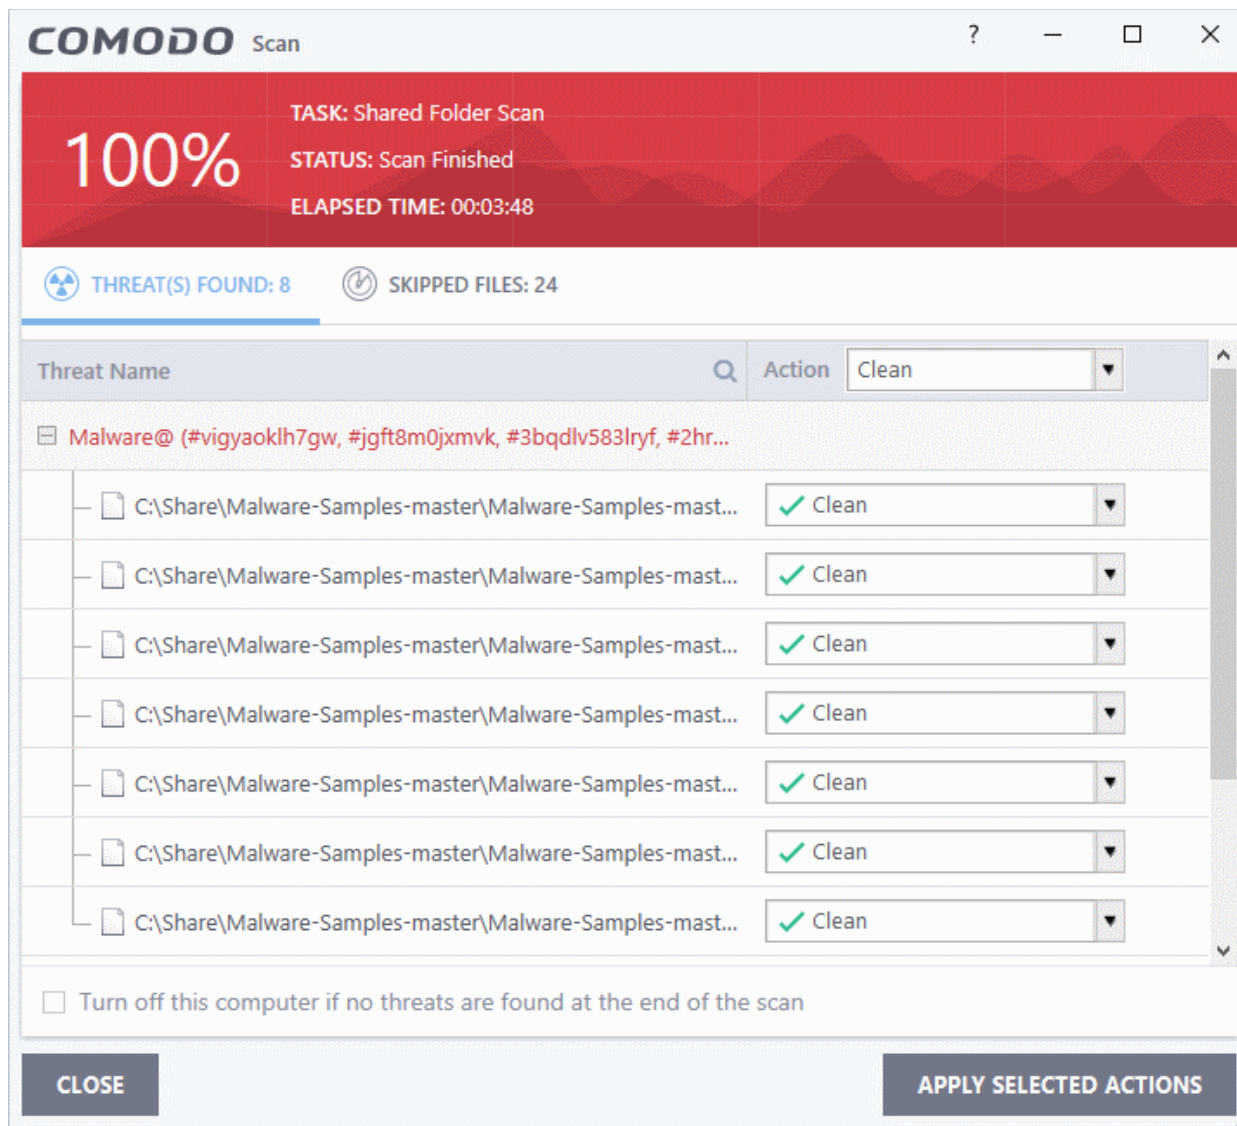 COMODO Scan ?
100%
TASK: Shared Folder Scan
STATUS: Scan Finished
ELAPSED TIME: 00:03:48
THREAT(S) FOUND: 8 SKIPPED FILES: 24
Threat Name Action Clean
Malware@ (#vigyaoklh7gw, #jgft8m0jxmvk, #3bqdlv583lryf, #2hr...
C:\Share\Malware-Samples-master\Malware-Samples-mast... Clean
C:\Share\Malware-Samples-master\Malware-Samples-mast... Clean
C:\Share\Malware-Samples-master\Malware-Samples-mast... Clean
C:\Share\Malware-Samples-master\Malware-Samples-mast... Clean
C:\Share\Malware-Samples-master\Malware-Samples-mast... Clean
C:\Share\Malware-Samples-master\Malware-Samples-mast... Clean
C:\Share\Malware-Samples-master\Malware-Samples-mast... Clean
Turn off this computer if no threats are found at the end of the scan
CLOSE APPLY SELECTED ACTIONS